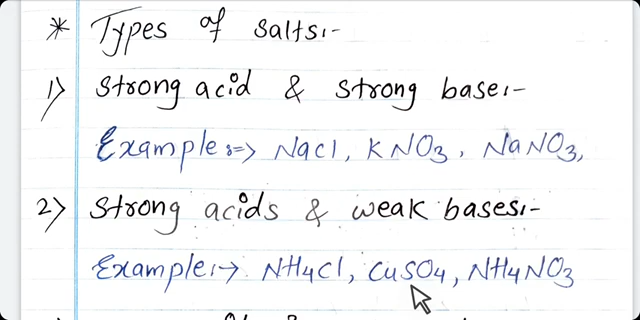 * Types of salts:-
1) Strong acid & strong base:-
Example:=> NaCl, KNO3, NaNO3,
2) Strong acids & weak bases:-
Example:-> NH4Cl, CuSO4, NH4NO3